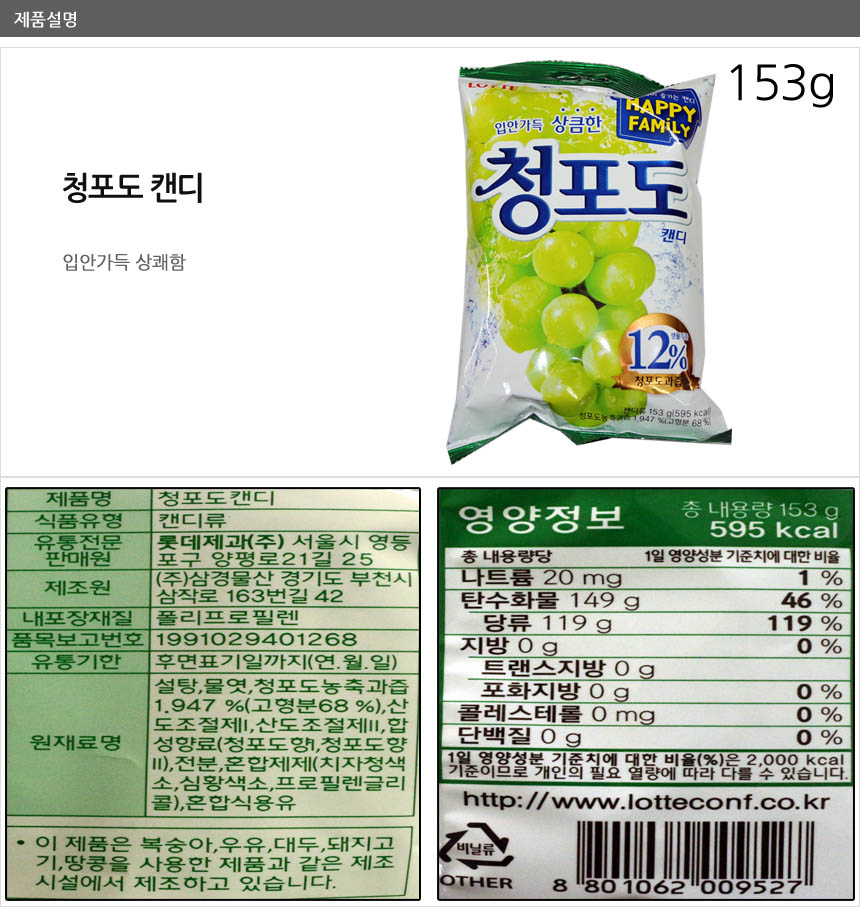 제품설명
153g
청포도 캔디
입안가득 상쾌함
LOTTE
즐기는 캔디
HAPPY
FAMiLY
입안가득 상큼한
청포도
캔디
12%
청포도과즙
캔디류 153 g(595 kcal)
청포도농축과즙 1.947 %(고형분 68 %)
제품명 청포도캔디
식품유형 캔디류
유통전문 롯데제과(주) 서울시 영등
판매원 포구 양평로21길 25
제조원 (주)삼경물산 경기도 부천시
삼작로 163번길 42
내포장재질 폴리프로필렌
품목보고번호 1991029401268
유통기한 후면표기일까지(연.월.일)
원재료명 설탕,물엿,청포도농축과즙
1.947 %(고형분68 %),산
도조절제I,산도조절제II,합
성향료(청포도향I,청포도향
II),전분,혼합제제(치자청색
소,심황색소,프로필렌글리
콜),혼합식용유
• 이 제품은 복숭아,우유,대두,돼지고
기,땅콩을 사용한 제품과 같은 제조
시설에서 제조하고 있습니다.
영양정보 총 내용량 153 g
595 kcal
총 내용량당 1일 영양성분 기준치에 대한 비율
나트륨 20 mg 1 %
탄수화물 149 g 46 %
당류 119 g 119 %
지방 0 g 0 %
트랜스지방 0 g
포화지방 0 g 0 %
콜레스테롤 0 mg 0 %
단백질 0 g 0 %
1일 영양성분 기준치에 대한 비율(%)은 2,000 kcal
기준이므로 개인의 필요 열량에 따라 다를 수 있습니다.
http://www.lotteconf.co.kr
비닐류
OTHER
8 801062 009527